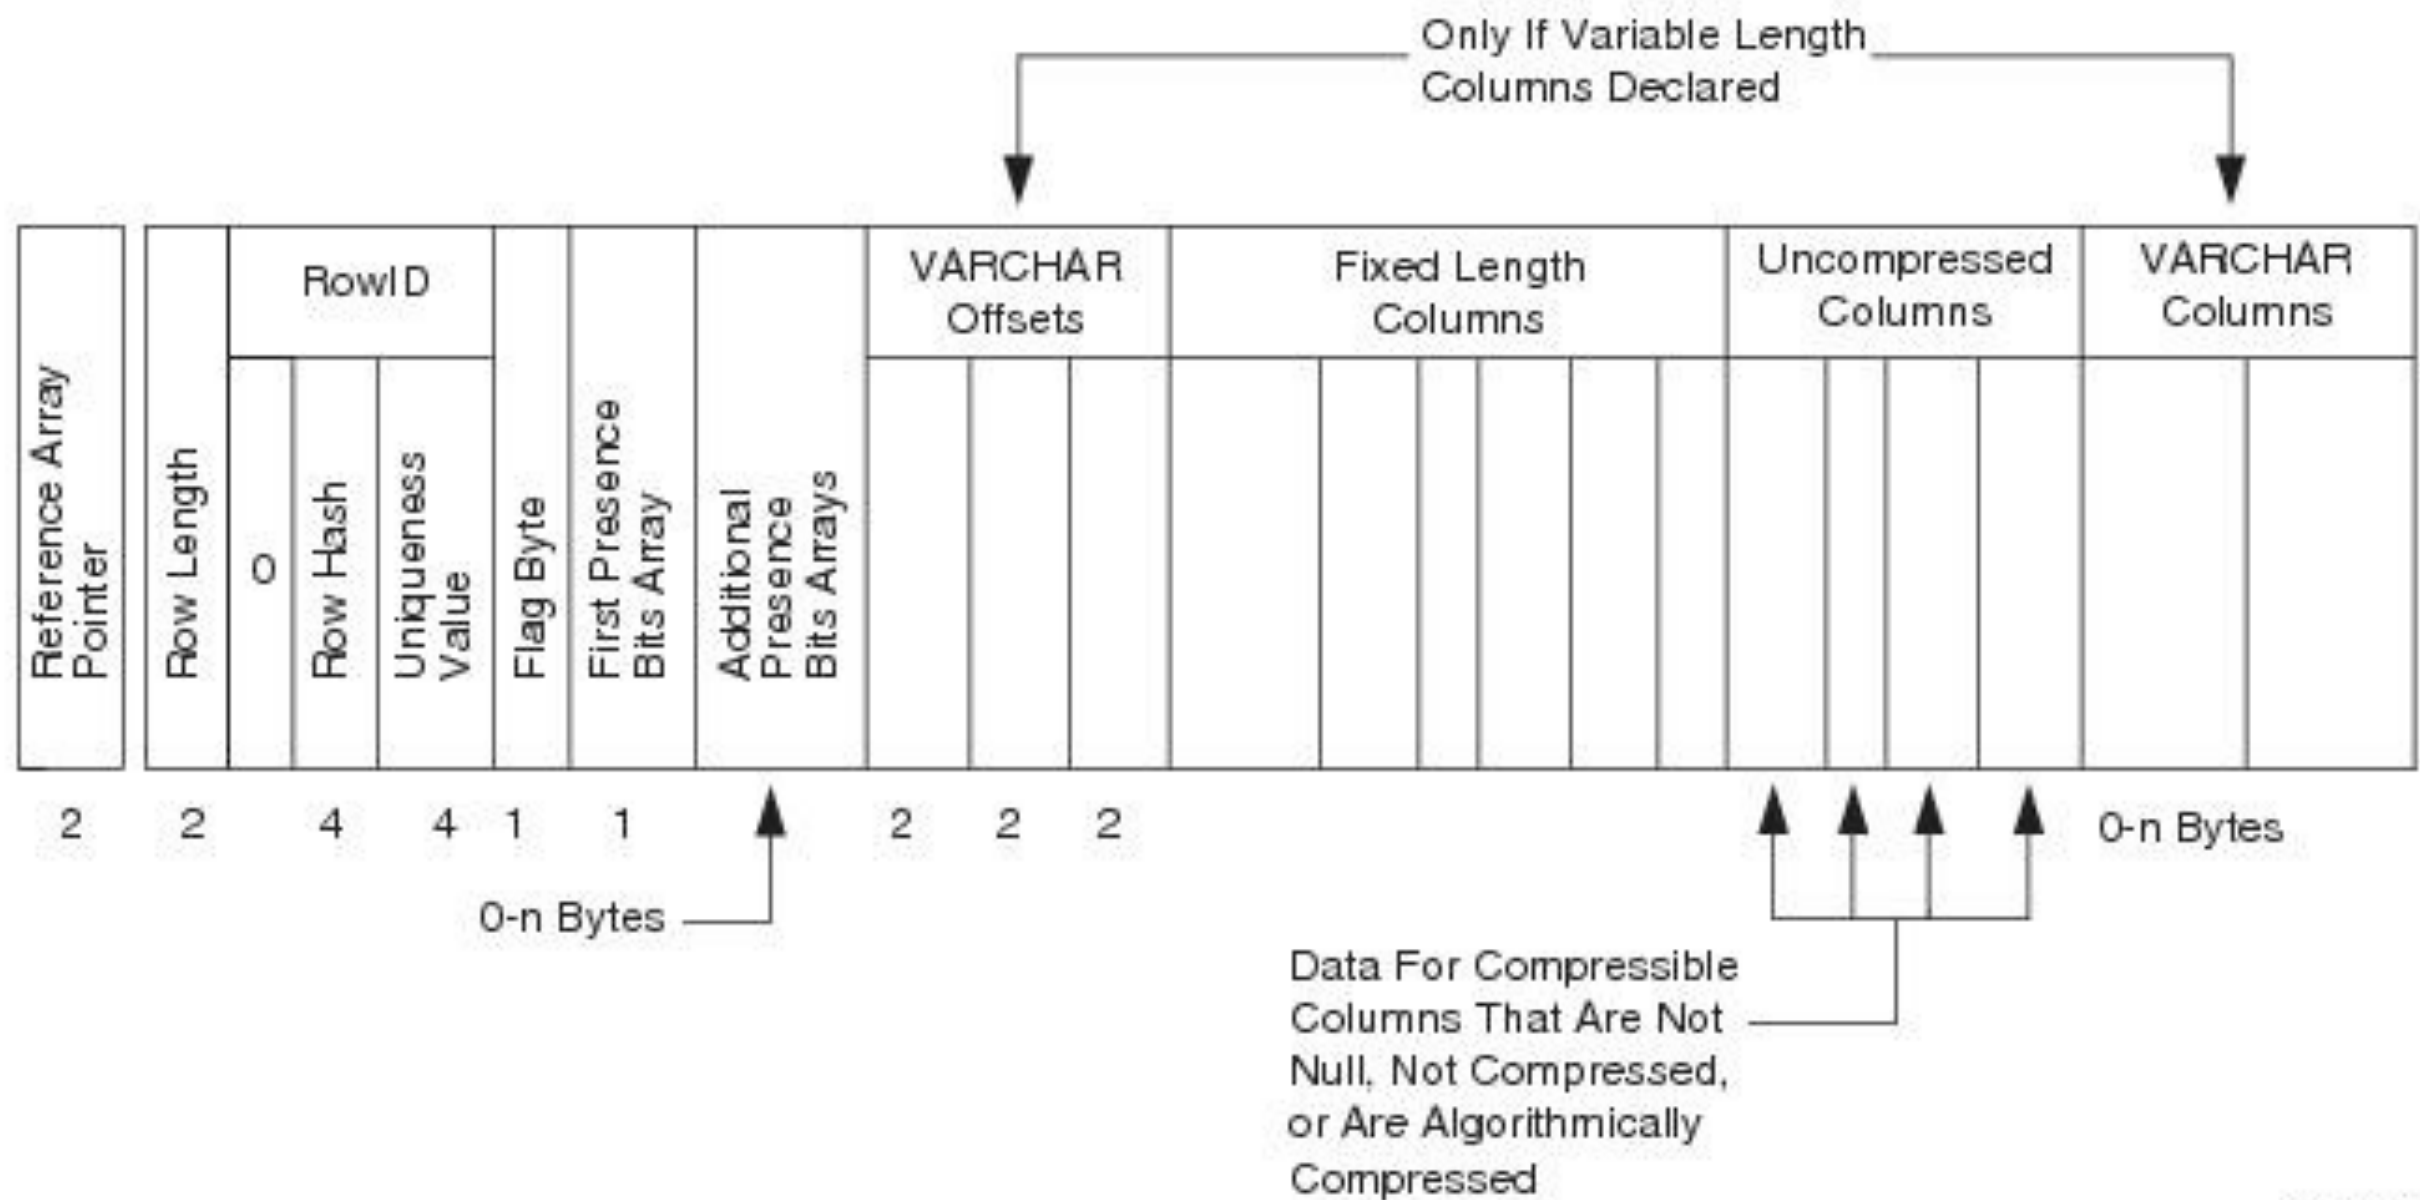 Only If Variable Length
Columns Declared
RowID
VARCHAR
Offsets
Fixed Length
Columns
Uncompressed
Columns
VARCHAR
Columns
Reference Array
Pointer
Row Length
0
Row Hash
Uniqueness
Value
Flag Byte
First Presence
Bits Array
Additional
Presence
Bits Arrays
2
2
4
4
1
1
2
2
2
0-n Bytes
0-n Bytes
Data For Compressible
Columns That Are Not
Null, Not Compressed,
or Are Algorithmically
Compressed